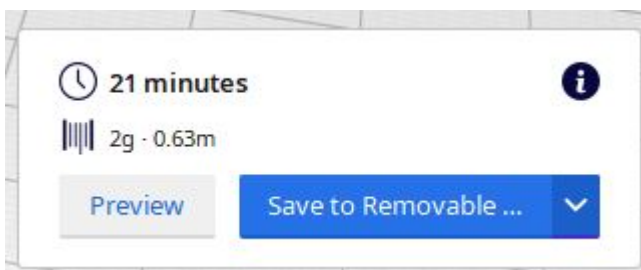 21 minutes
2g · 0.63m
Preview
Save to Removable ...